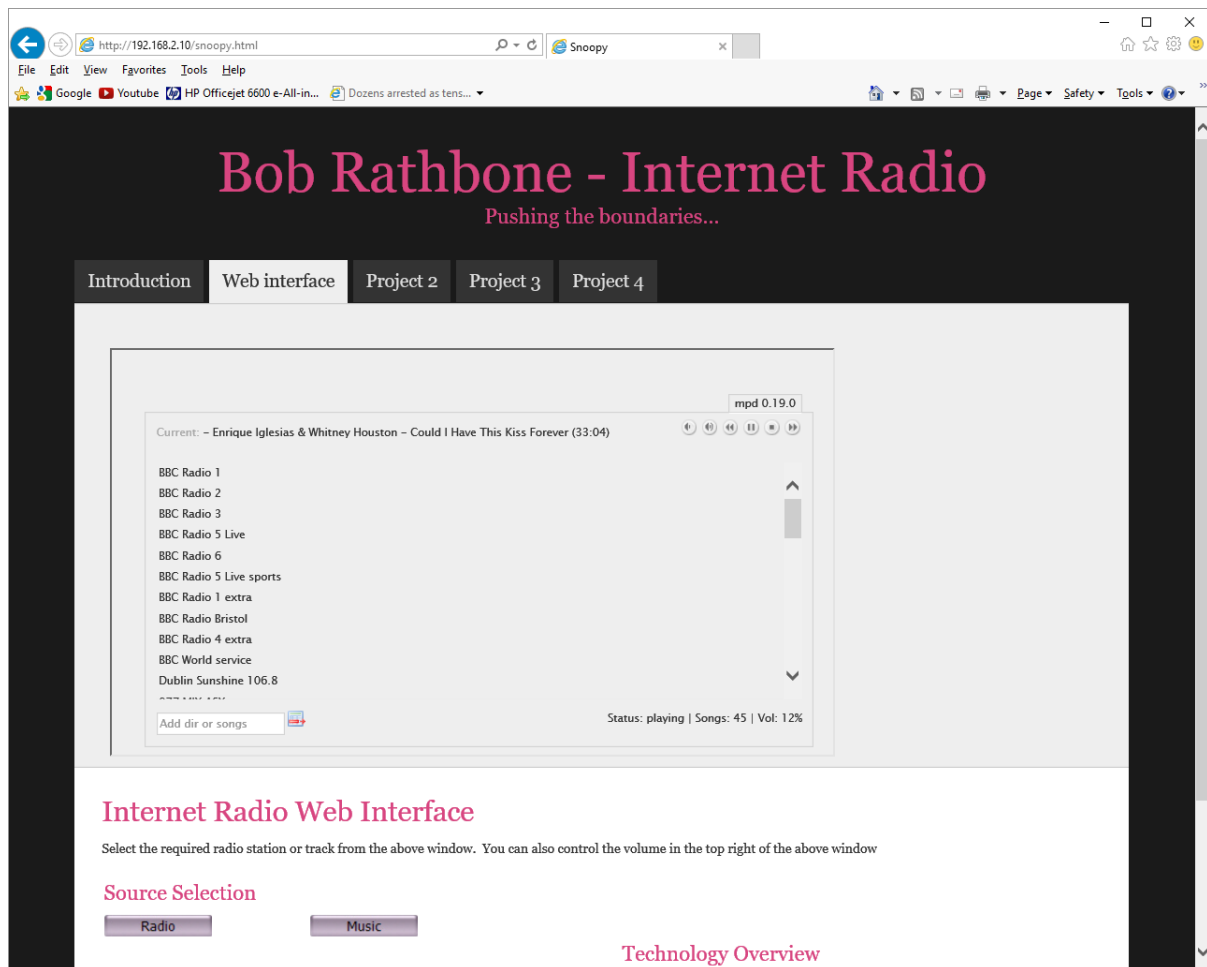 http://192.168.2.10/snoopy.html
Snoopy
File Edit View Favorites Tools Help
Google Youtube HP Officejet 6600 e-All-in... Dozens arrested as tens...
Page Safety Tools
Bob Rathbone - Internet Radio
Pushing the boundaries...
Introduction Web interface Project 2 Project 3 Project 4
mpd 0.19.0
Current: – Enrique Iglesias & Whitney Houston – Could I Have This Kiss Forever (33:04)
BBC Radio 1
BBC Radio 2
BBC Radio 3
BBC Radio 5 Live
BBC Radio 6
BBC Radio 5 Live sports
BBC Radio 1 extra
BBC Radio Bristol
BBC Radio 4 extra
BBC World service
Dublin Sunshine 106.8
Add dir or songs
Status: playing | Songs: 45 | Vol: 12%
Internet Radio Web Interface
Select the required radio station or track from the above window. You can also control the volume in the top right of the above window
Source Selection
Radio Music
Technology Overview